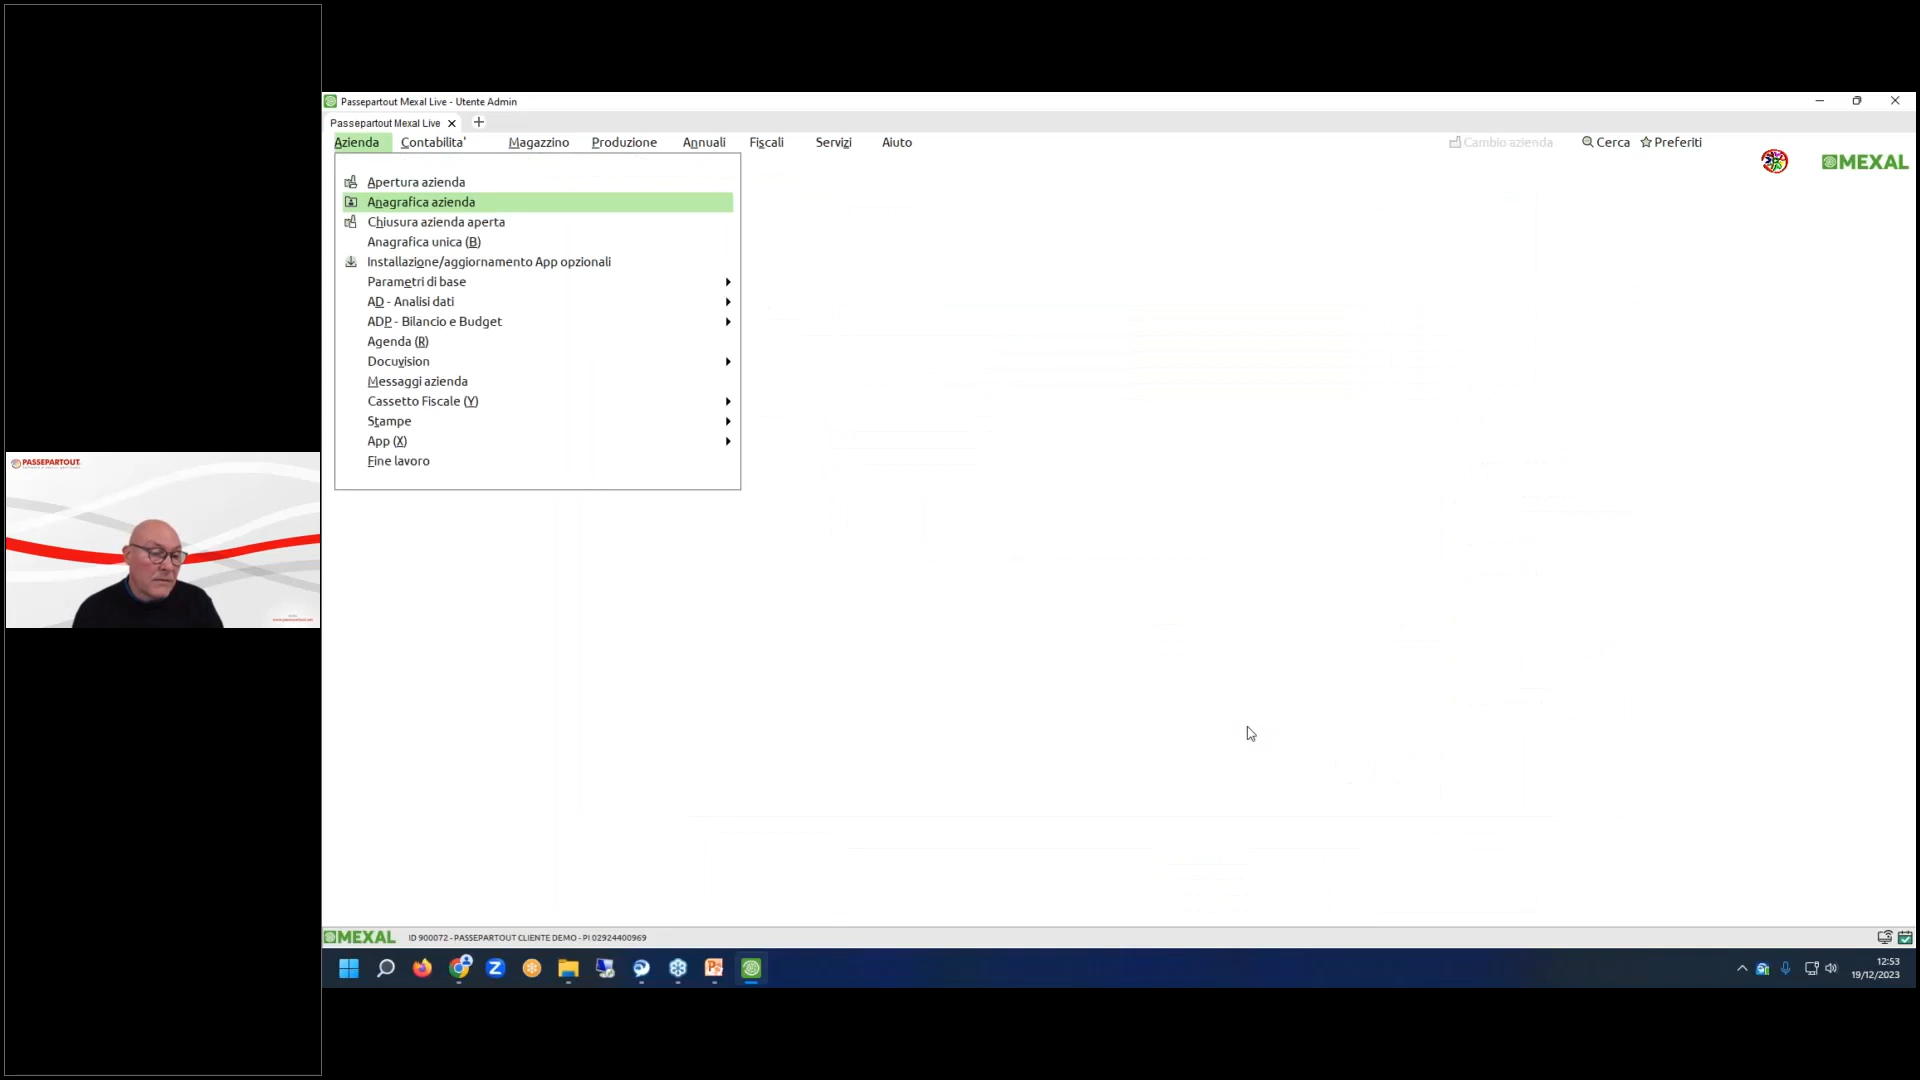 Passepartout Mexal Live - Utente Admin
Passepartout Mexal Live
Azienda Contabilita' Magazzino Produzione Annuali Fiscali Servizi Aiuto Cambio azienda Cerca Preferiti
MEXAL
Apertura azienda
Anagrafica azienda
Chiusura azienda aperta
Anagrafica unica (B)
Installazione/aggiornamento App opzionali
Parametri di base
AD - Analisi dati
ADP - Bilancio e Budget
Agenda (R)
Docuvision
Messaggi azienda
Cassetto Fiscale (Y)
Stampe
App (X)
Fine lavoro
PASSEPARTOUT
www.passepartout.net
MEXAL ID 900072 - PASSEPARTOUT CLIENTE DEMO - PI 02924400969
12:53
19/12/2023